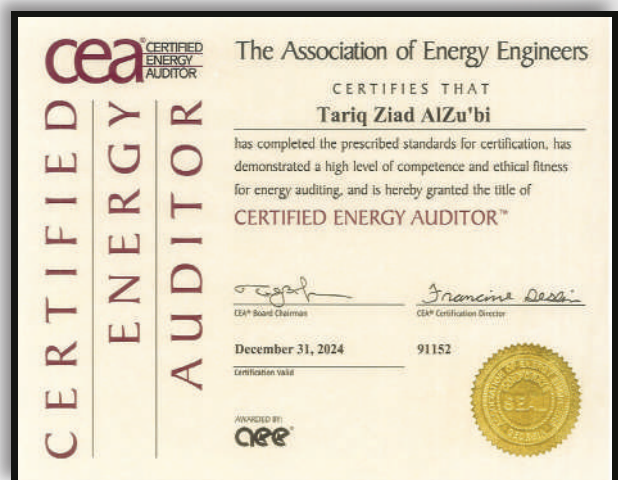 cea® CERTIFIED
ENERGY
AUDITOR
CERTIFIED
ENERGY
AUDITOR
The Association of Energy Engineers
CERTIFIES THAT
Tariq Ziad AlZu'bi
has completed the prescribed standards for certification, has
demonstrated a high level of competence and ethical fitness
for energy auditing, and is hereby granted the title of
CERTIFIED ENERGY AUDITOR™
CEA® Board Chairman
Francine
CEA® Certification Director
December 31, 2024
91152
Certification Valid
AWARDED BY:
aee®
SEAL